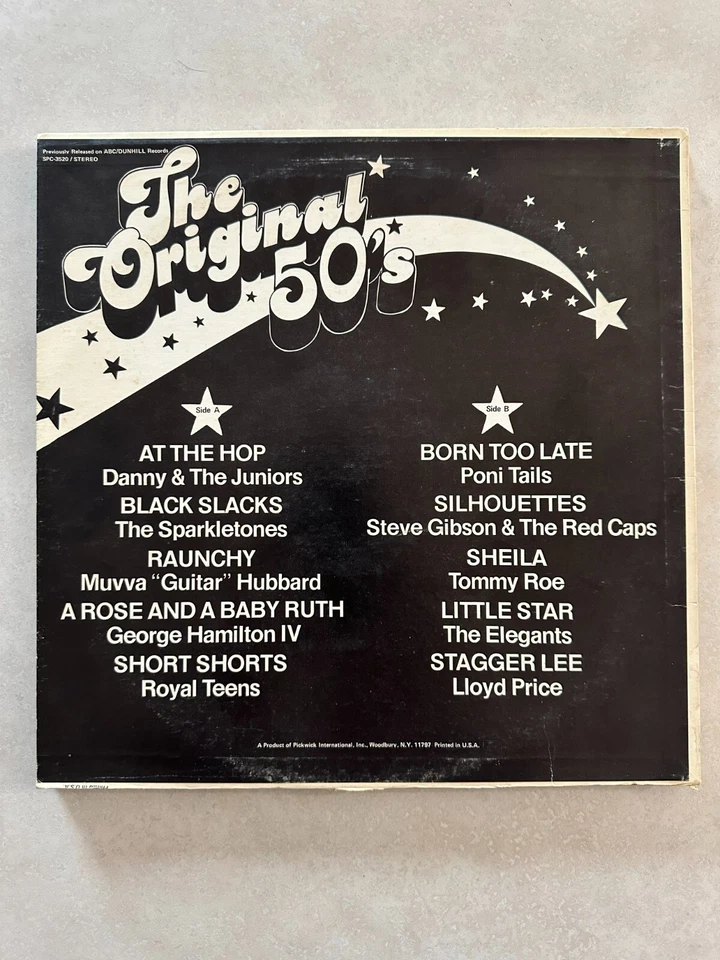 Previously Released on ABC/DUNHILL Records
SPC-3520 / STEREO
The
Original
50's
Side A
AT THE HOP
Danny & The Juniors
BLACK SLACKS
The Sparkletones
RAUNCHY
Muvva "Guitar" Hubbard
A ROSE AND A BABY RUTH
George Hamilton IV
SHORT SHORTS
Royal Teens
Side B
BORN TOO LATE
Poni Tails
SILHOUETTES
Steve Gibson & The Red Caps
SHEILA
Tommy Roe
LITTLE STAR
The Elegants
STAGGER LEE
Lloyd Price
A Product of Pickwick International, Inc., Woodbury, N.Y. 11797 Printed in U.S.A.